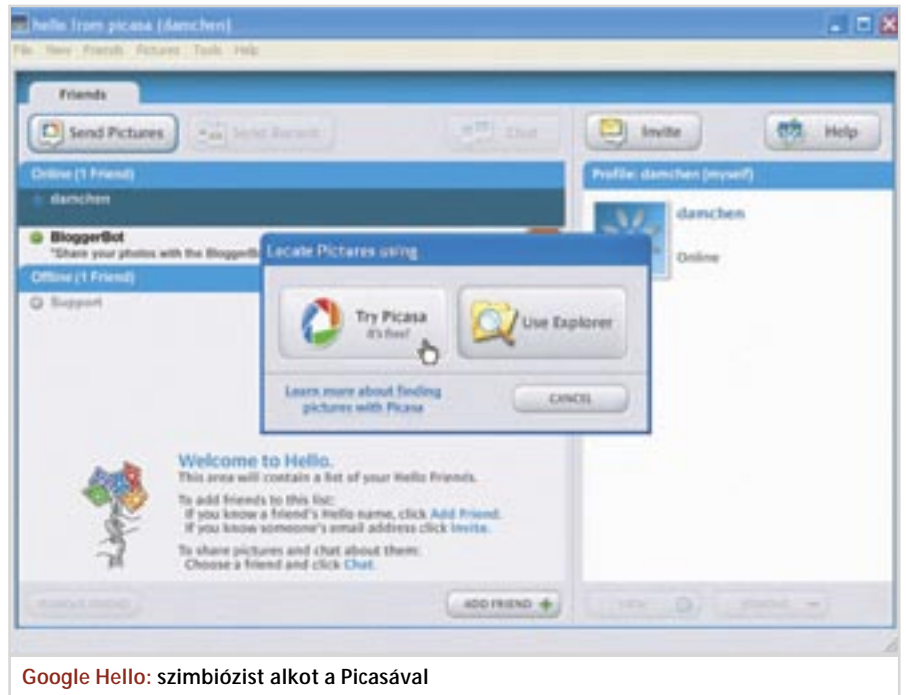 hello from picasa (damchen)
File View Friends Pictures Tools Help
Friends
Send Pictures
Chat
Invite
Help
Online (1 Friend)
damchen
BloggerBot
"Share your photos with the BloggerB
Offline (1 Friend)
Support
Profile: damchen (myself)
damchen
Online
Locate Pictures using
Try Picasa
it's free!
Use Explorer
Learn more about finding
pictures with Picasa
CANCEL
Welcome to Hello.
This area will contain a list of your Hello Friends.
To add friends to this list:
If you know a friend's Hello name, click Add Friend.
If you know someone's email address click Invite.
To share pictures and chat about them:
Choose a friend and click Chat.
ADD FRIEND
Google Hello: szimbiózist alkot a Picasával